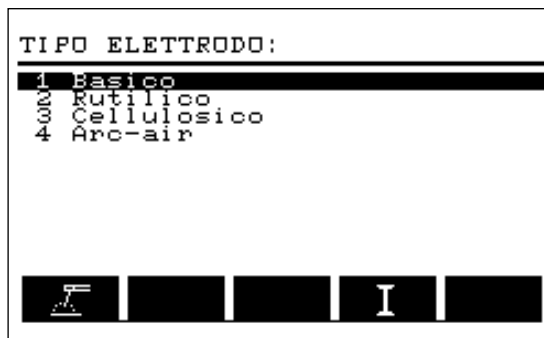 TIPO ELETTRODO:
1 Basico
2 Rutilico
3 Cellulosico
4 Arc-air
I